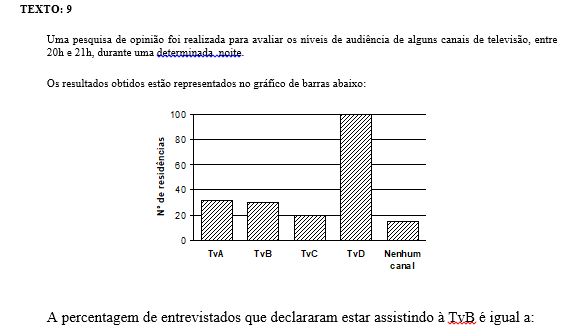 TEXTO: 9
Uma pesquisa de opinião foi realizada para avaliar os níveis de audiência de alguns canais de televisão, entre
20h e 21h, durante uma determinada noite.
Os resultados obtidos estão representados no gráfico de barras abaixo:
N° de residências
100
80
60
40
20
0
TvA TvB TvC TvD Nenhum
canal
A percentagem de entrevistados que declararam estar assistindo à TvB é igual a: